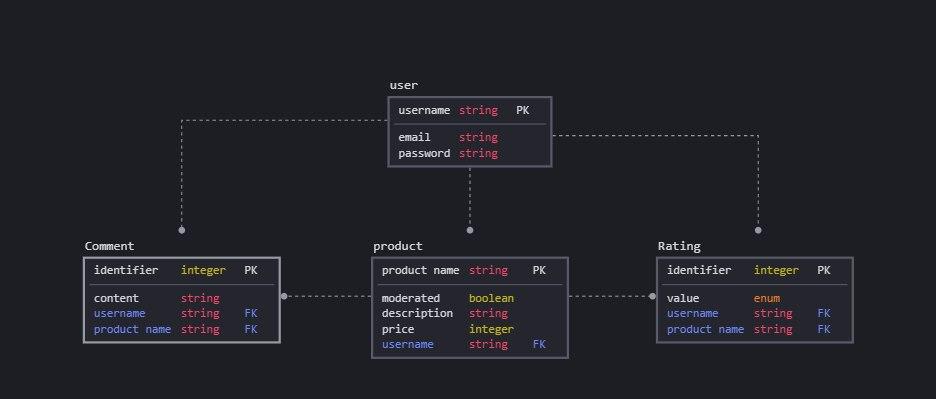 user
username string PK
email string
password string
Comment
identifier integer PK
content string
username string FK
product name string FK
product
product name string PK
moderated boolean
description string
price integer
username string FK
Rating
identifier integer PK
value enum
username string FK
product name string FK